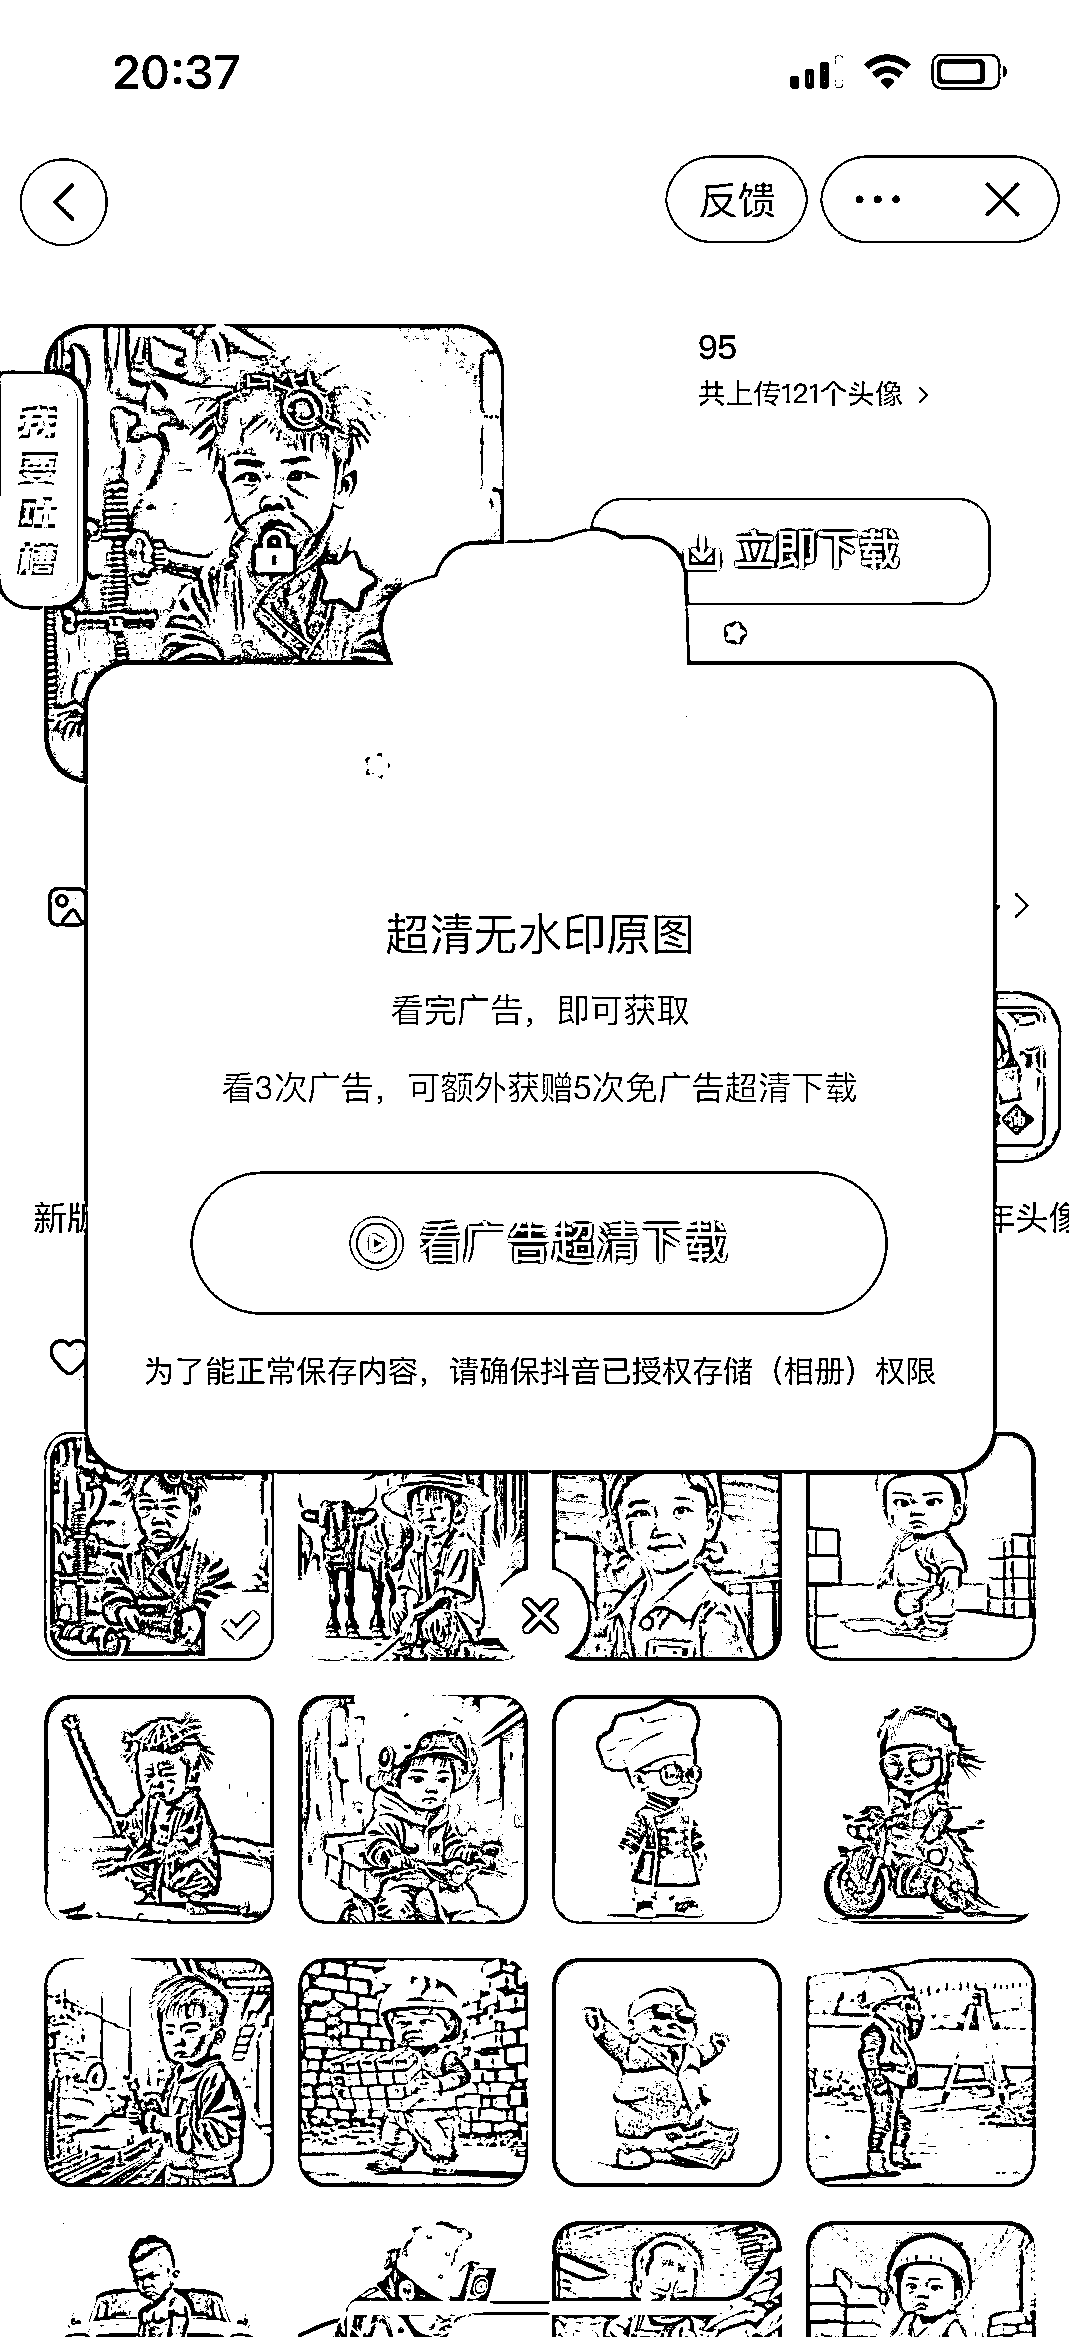 20:37
反馈
95
共上传121个头像
我要吐槽
立即下载
超清无水印原图
看完广告，即可获取
看3次广告，可额外获赠5次免广告超清下载
新版
年头像
看广告超清下载
为了能正常保存内容，请确保抖音已授权存储（相册）权限